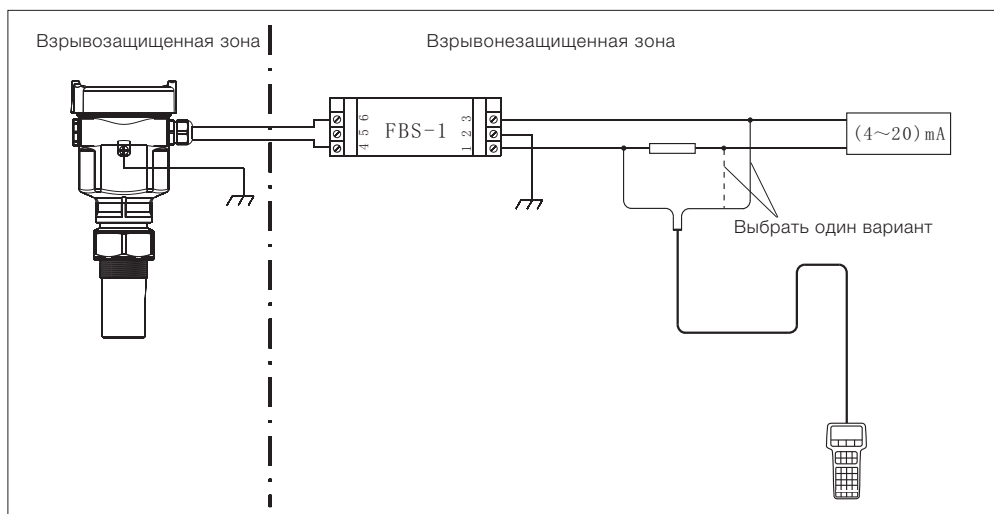 Взрывозащищенная зона
Взрывонезащищенная зона
6
5
4
FBS-1
3
2
1
(4～20)mA
Выбрать один вариант